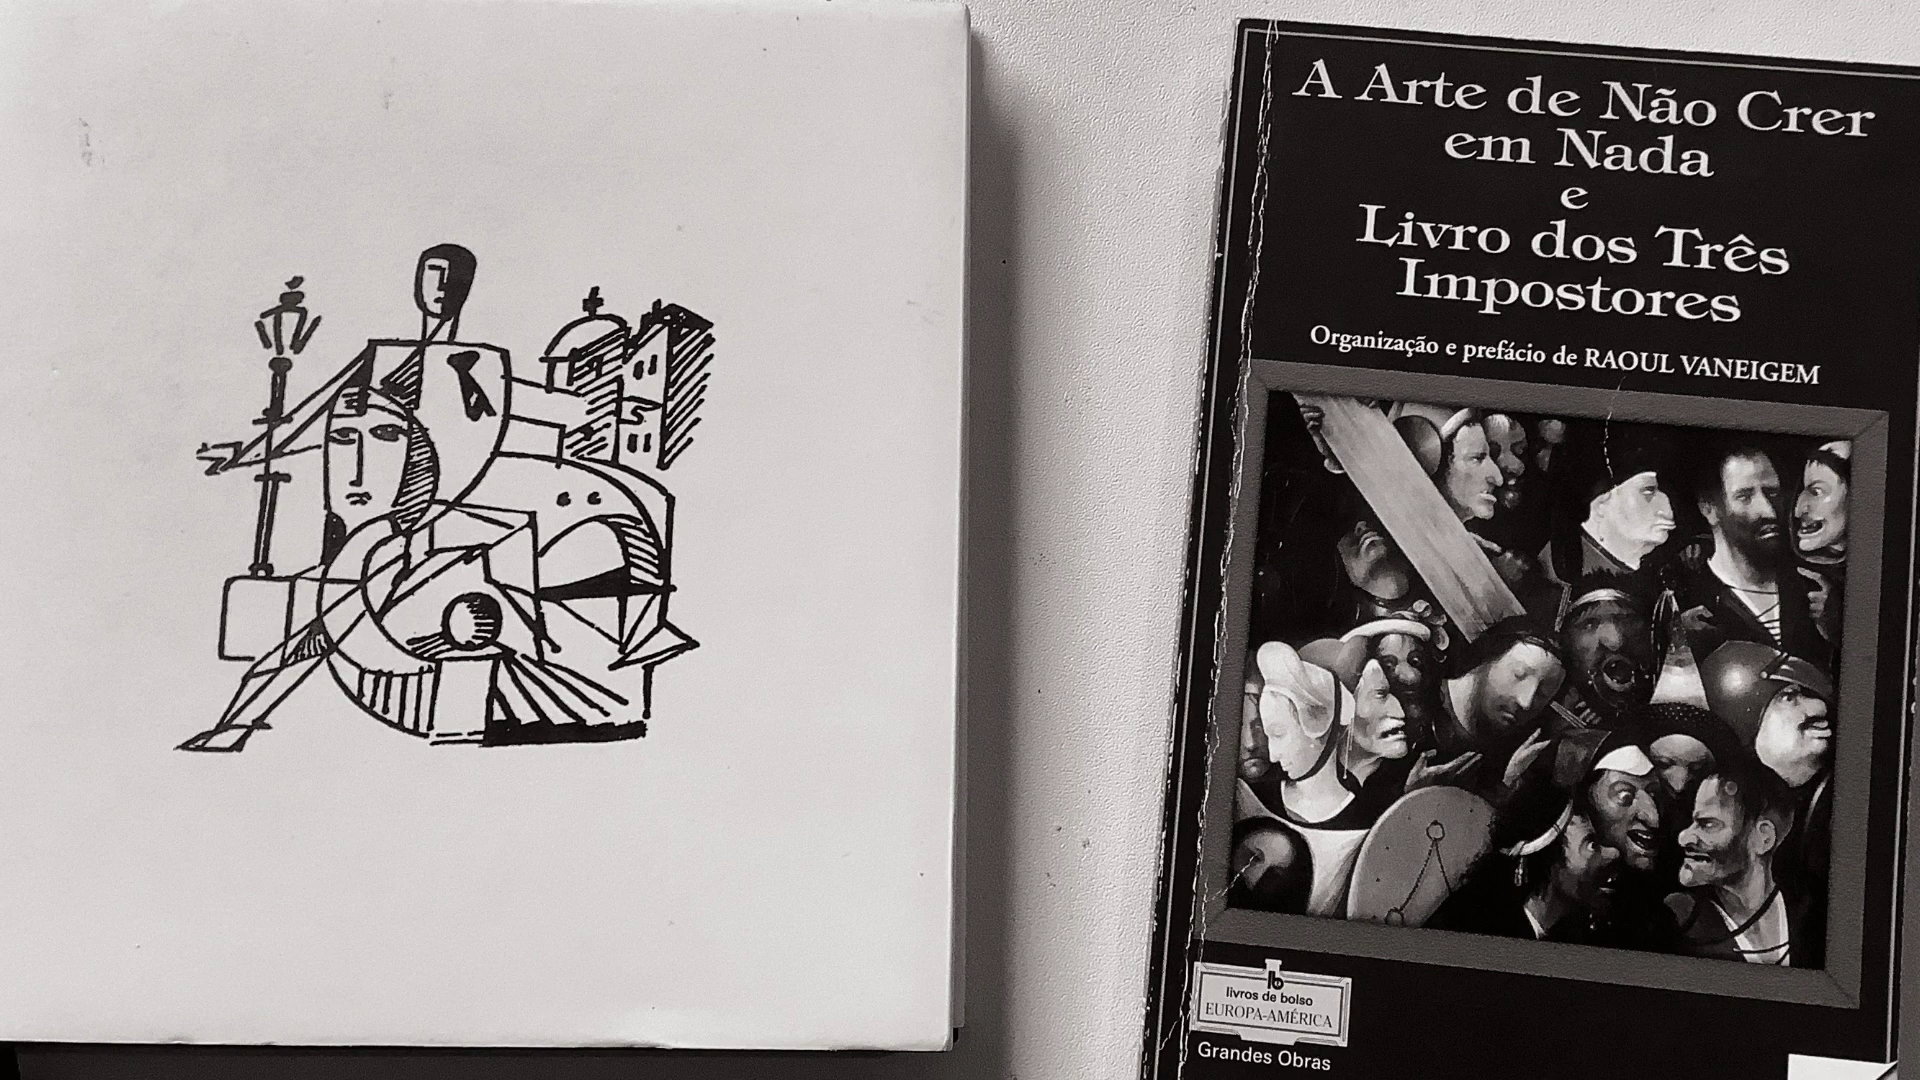 A Arte de Não Crer
em Nada
e
Livro dos Três
Impostores
Organização e prefácio de RAOUL VANEIGEM
lb
livros de bolso
EUROPA-AMÉRICA
Grandes Obras